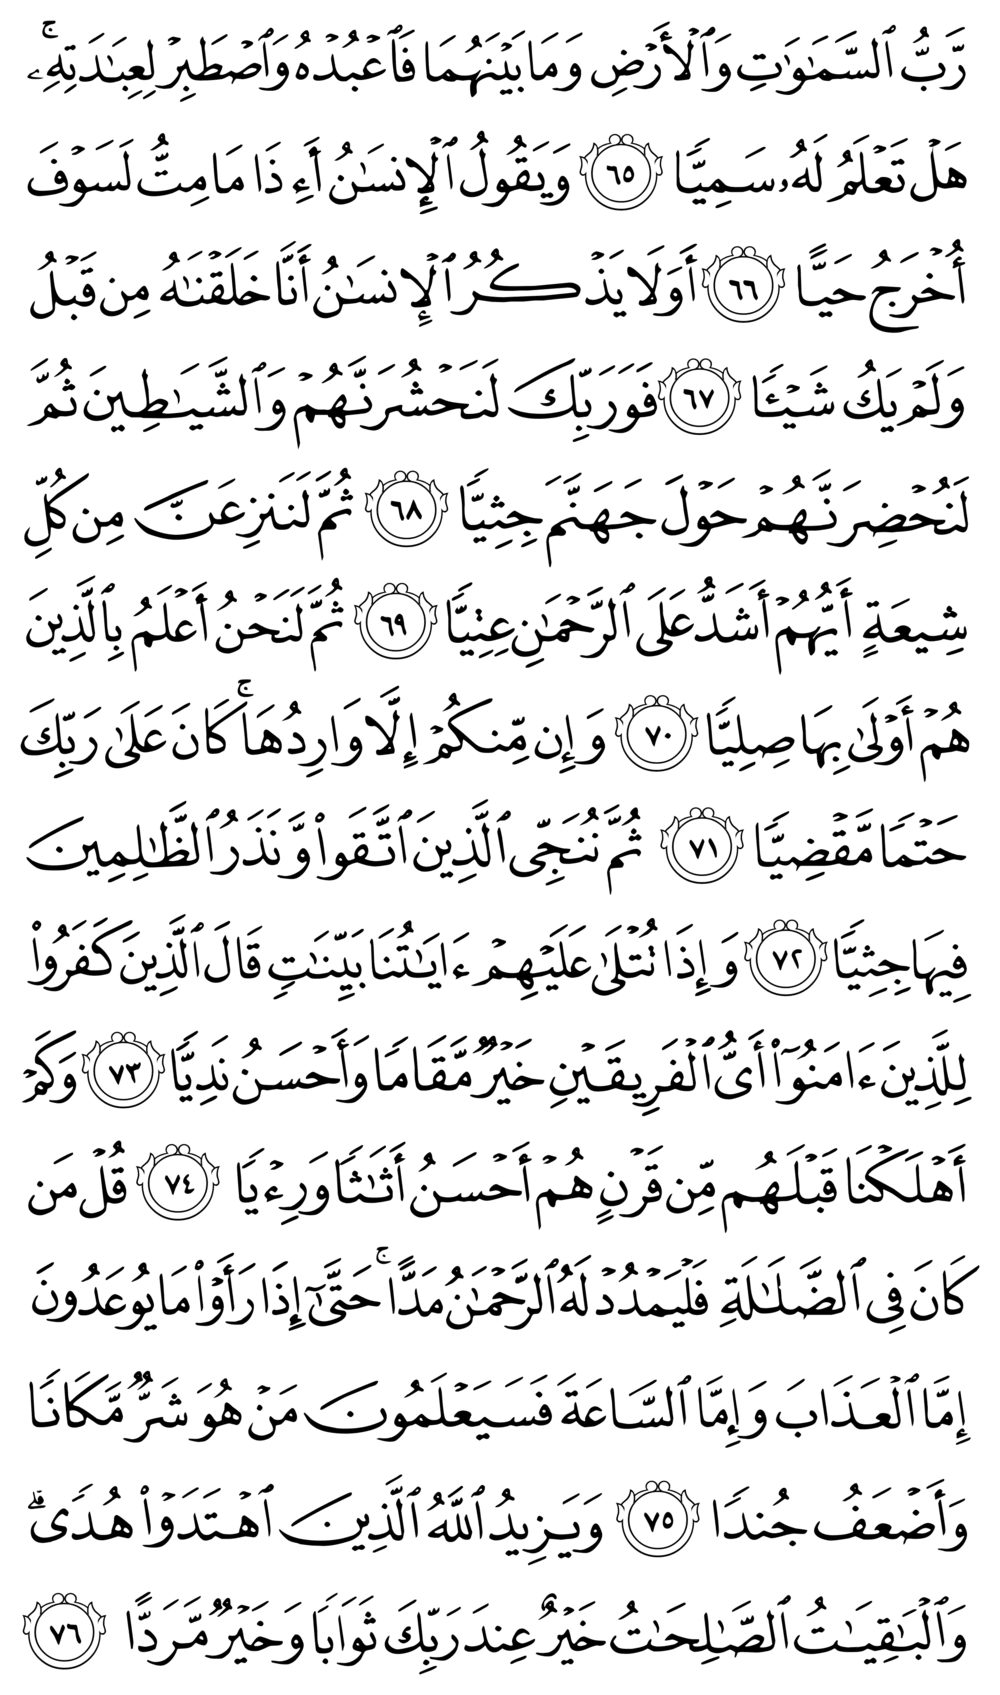 رَّبُّ ٱلسَّمَٰوَٰتِ وَٱلْأَرْضِ وَمَا بَيْنَهُمَا فَٱعْبُدْهُ وَٱصْطَبِرْ لِعِبَٰدَتِهِۦۚ
هَلْ تَعْلَمُ لَهُۥ سَمِيًّا ٦٥ وَيَقُولُ ٱلْإِنسَٰنُ أَءِذَا مَا مِتُّ لَسَوْفَ
أُخْرَجُ حَيًّا ٦٦ أَوَلَا يَذْكُرُ ٱلْإِنسَٰنُ أَنَّا خَلَقْنَٰهُ مِن قَبْلُ
وَلَمْ يَكُ شَيْـًٔا ٦٧ فَوَرَبِّكَ لَنَحْشُرَنَّهُمْ وَٱلشَّيَٰطِينَ ثُمَّ
لَنُحْضِرَنَّهُمْ حَوْلَ جَهَنَّمَ جِثِيًّا ٦٨ ثُمَّ لَنَنزِعَنَّ مِن كُلِّ
شِيعَةٍ أَيُّهُمْ أَشَدُّ عَلَى ٱلرَّحْمَٰنِ عِتِيًّا ٦٩ ثُمَّ لَنَحْنُ أَعْلَمُ بِٱلَّذِينَ
هُمْ أَوْلَىٰ بِهَا صِلِيًّا ٧٠ وَإِن مِّنكُمْ إِلَّا وَارِدُهَاۚ كَانَ عَلَىٰ رَبِّكَ
حَتْمًا مَّقْضِيًّا ٧١ ثُمَّ نُنَجِّى ٱلَّذِينَ ٱتَّقَوا۟ وَّنَذَرُ ٱلظَّٰلِمِينَ
فِيهَا جِثِيًّا ٧٢ وَإِذَا تُتْلَىٰ عَلَيْهِمْ ءَايَٰتُنَا بَيِّنَٰتٍ قَالَ ٱلَّذِينَ كَفَرُوا۟
لِلَّذِينَ ءَامَنُوٓا۟ أَىُّ ٱلْفَرِيقَيْنِ خَيْرٌ مَّقَامًا وَأَحْسَنُ نَدِيًّا ٧٣ وَكَمْ
أَهْلَكْنَا قَبْلَهُم مِّن قَرْنٍ هُمْ أَحْسَنُ أَثَٰثًا وَرِءْيًا ٧٤ قُلْ مَن
كَانَ فِى ٱلضَّلَٰلَةِ فَلْيَمْدُدْ لَهُ ٱلرَّحْمَٰنُ مَدًّاۚ حَتَّىٰٓ إِذَا رَأَوْا۟ مَا يُوعَدُونَ
إِمَّا ٱلْعَذَابَ وَإِمَّا ٱلسَّاعَةَ فَسَيَعْلَمُونَ مَنْ هُوَ شَرٌّ مَّكَانًا
وَأَضْعَفُ جُندًا ٧٥ وَيَزِيدُ ٱللَّهُ ٱلَّذِينَ ٱهْتَدَوْا۟ هُدًىۗ
وَٱلْبَٰقِيَٰتُ ٱلصَّٰلِحَٰتُ خَيْرٌ عِندَ رَبِّكَ ثَوَابًا وَخَيْرٌ مَّرَدًّا ٧٦